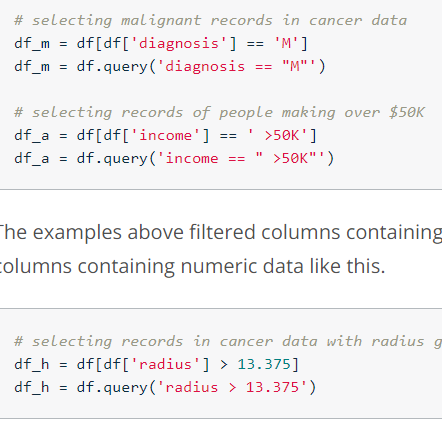 # selecting malignant records in cancer data
df_m = df[df['diagnosis'] == 'M']
df_m = df.query('diagnosis == "M"')
# selecting records of people making over $50K
df_a = df[df['income'] == ' >50K']
df_a = df.query('income == " >50K"')
The examples above filtered columns containing
columns containing numeric data like this.
# selecting records in cancer data with radius g
df_h = df[df['radius'] > 13.375]
df_h = df.query('radius > 13.375')